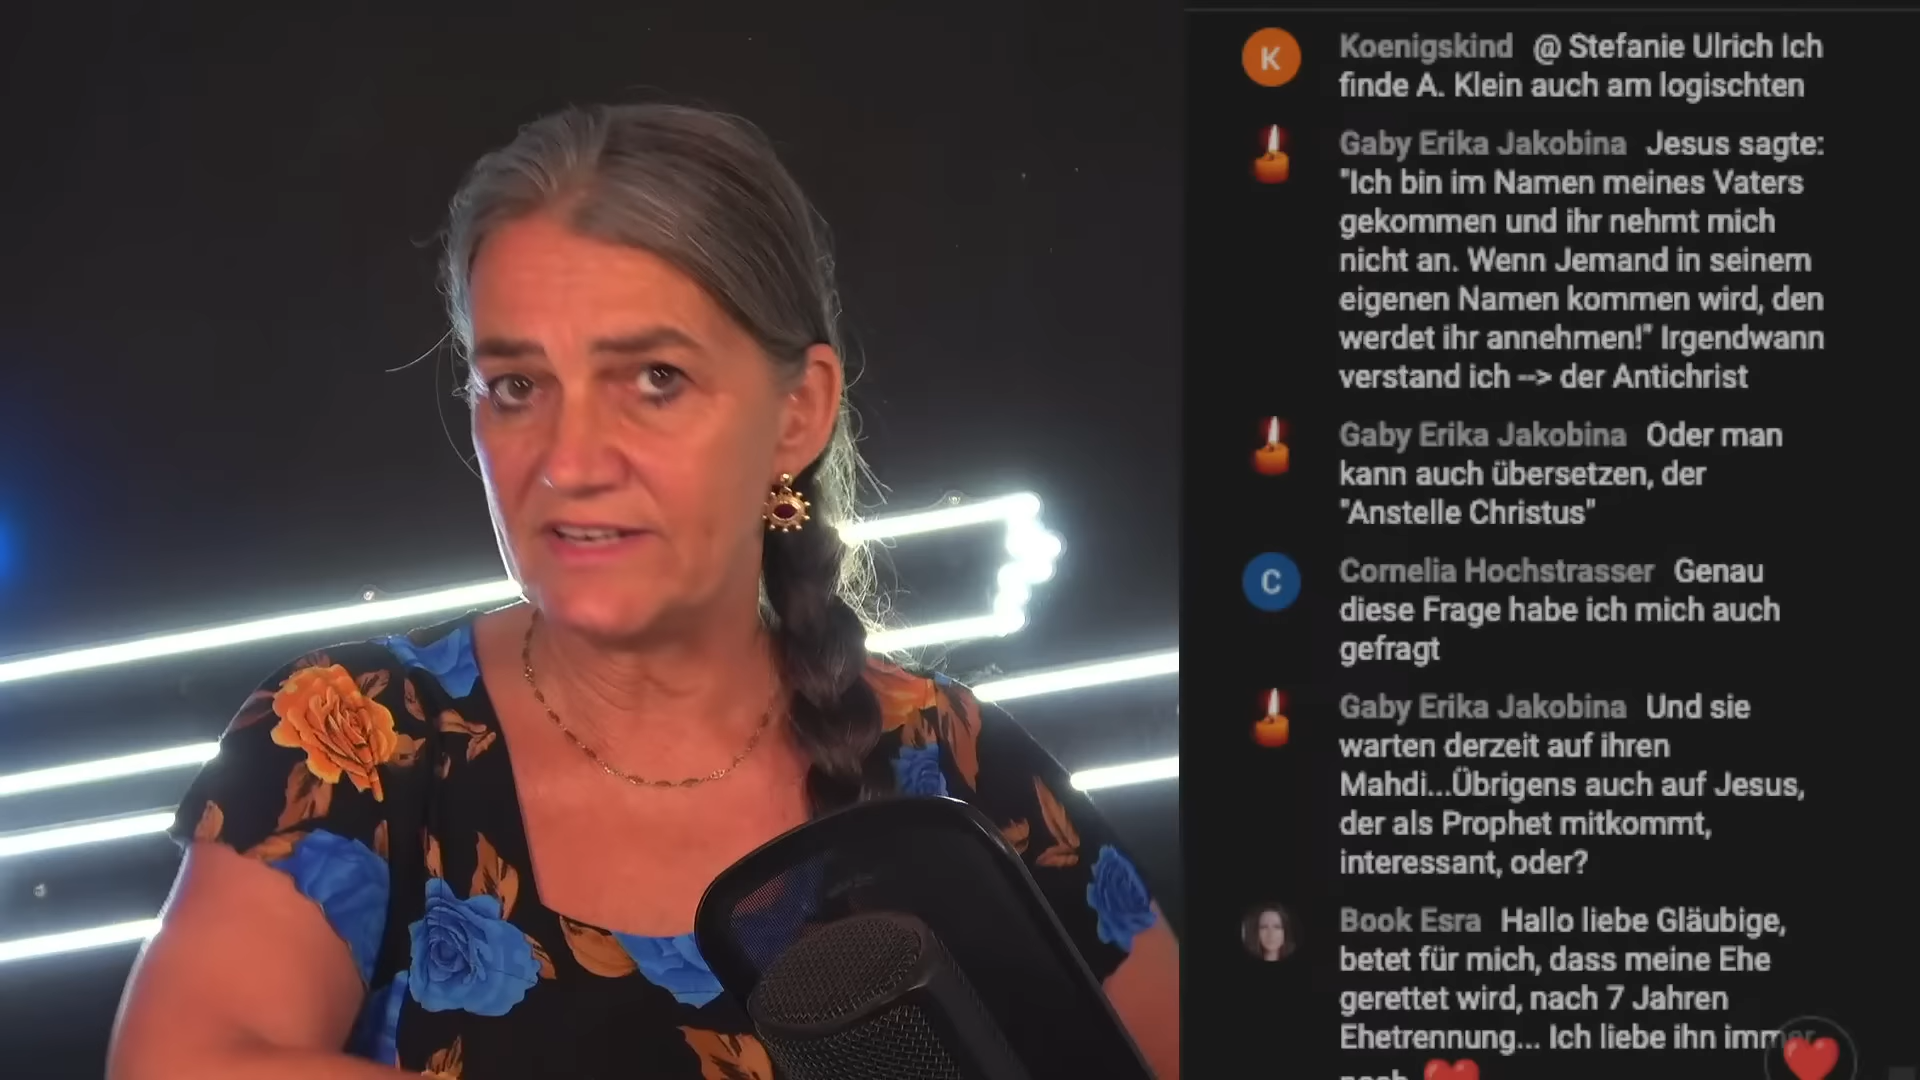 K
Koenigskind @ Stefanie Ulrich Ich
finde A. Klein auch am logischten
Gaby Erika Jakobina Jesus sagte:
"Ich bin im Namen meines Vaters
gekommen und ihr nehmt mich
nicht an. Wenn Jemand in seinem
eigenen Namen kommen wird, den
werdet ihr annehmen!" Irgendwann
verstand ich --> der Antichrist
Gaby Erika Jakobina Oder man
kann auch übersetzen, der
"Anstelle Christus"
C
Cornelia Hochstrasser Genau
diese Frage habe ich mich auch
gefragt
Gaby Erika Jakobina Und sie
warten derzeit auf ihren
Mahdi...Übrigens auch auf Jesus,
der als Prophet mitkommt,
interessant, oder?
Book Esra Hallo liebe Gläubige,
betet für mich, dass meine Ehe
gerettet wird, nach 7 Jahren
Ehetrennung... Ich liebe ihn immer